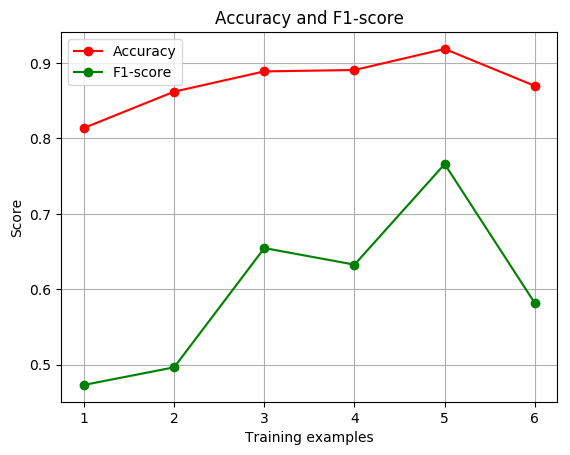 Accuracy and F1-score
Accuracy
F1-score
0.9
0.8
0.7
0.6
0.5
Score
1 2 3 4 5 6
Training examples